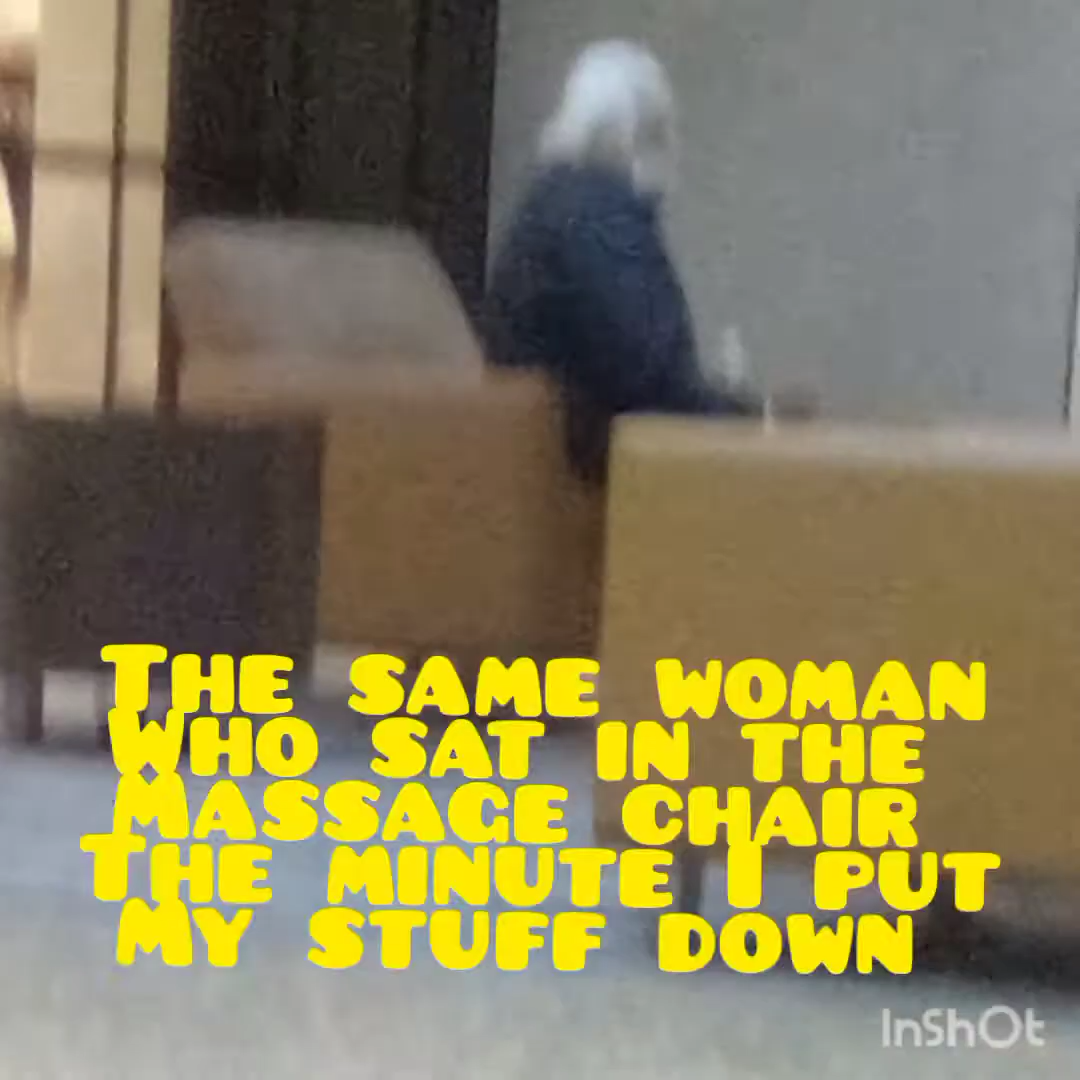 The same woman
Who sat in the
Massage chair
The minute I put
My stuff down
InShOt